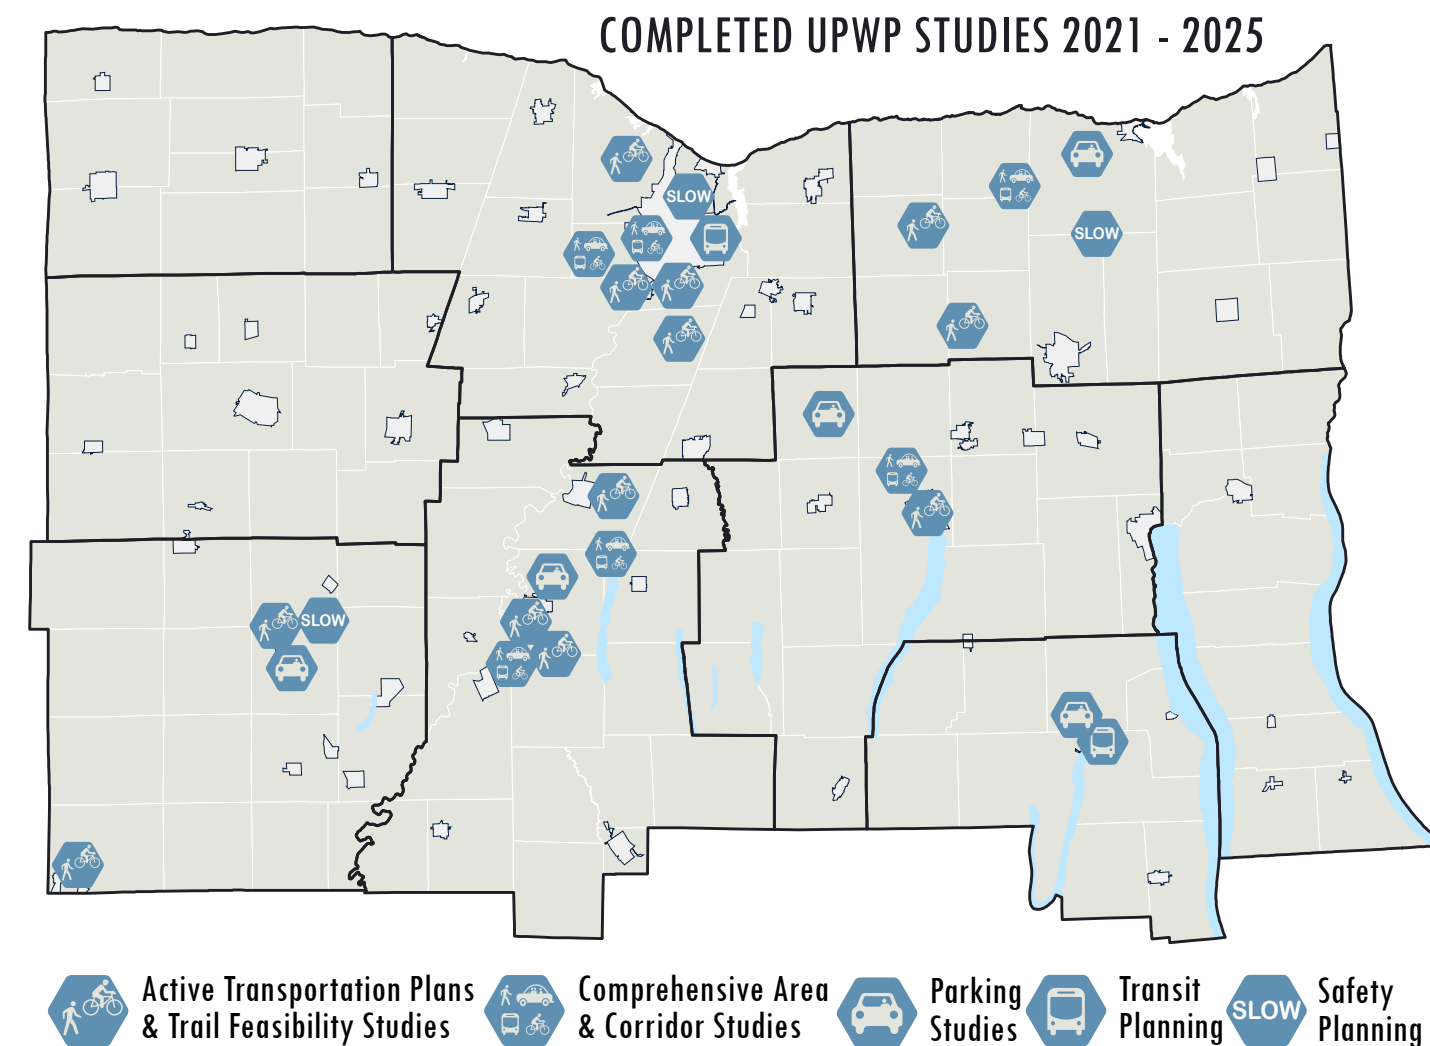 COMPLETED UPWP STUDIES 2021 - 2025
SLOW
SLOW
SLOW
Active Transportation Plans
& Trail Feasibility Studies
Comprehensive Area
& Corridor Studies
Parking
Studies
Transit
Planning
SLOW
Safety
Planning